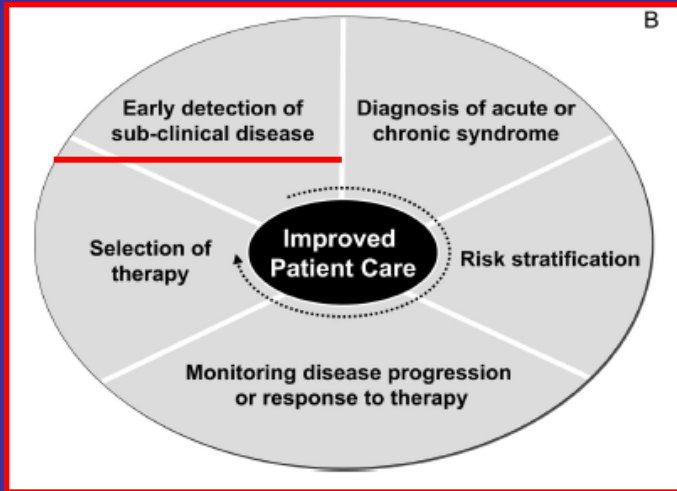 B
Early detection of
sub-clinical disease
Diagnosis of acute or
chronic syndrome
Selection of
therapy
Improved
Patient Care
Risk stratification
Monitoring disease progression
or response to therapy